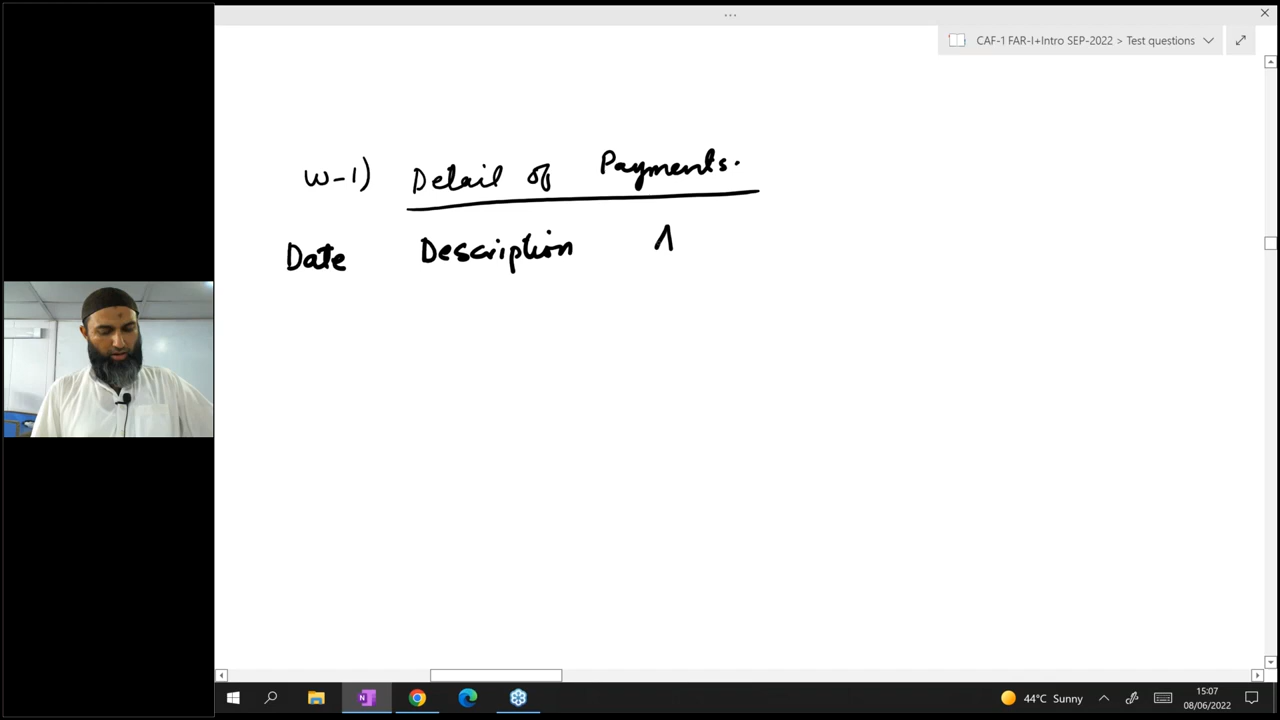 CAF-1 FAR-I+Intro SEP-2022 > Test questions
W-1) Detail of Payments.
Date Description
44°C Sunny
15:07
08/06/2022